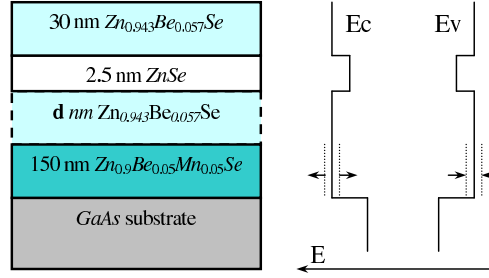 30 nm Zn₀.₉₄₃Be₀.₀₅₇Se
2.5 nm ZnSe
d nm Zn₀.₉₄₃Be₀.₀₅₇Se
150 nm Zn₀.₉Be₀.₀₅Mn₀.₀₅Se
GaAs substrate
Ec Ev
E